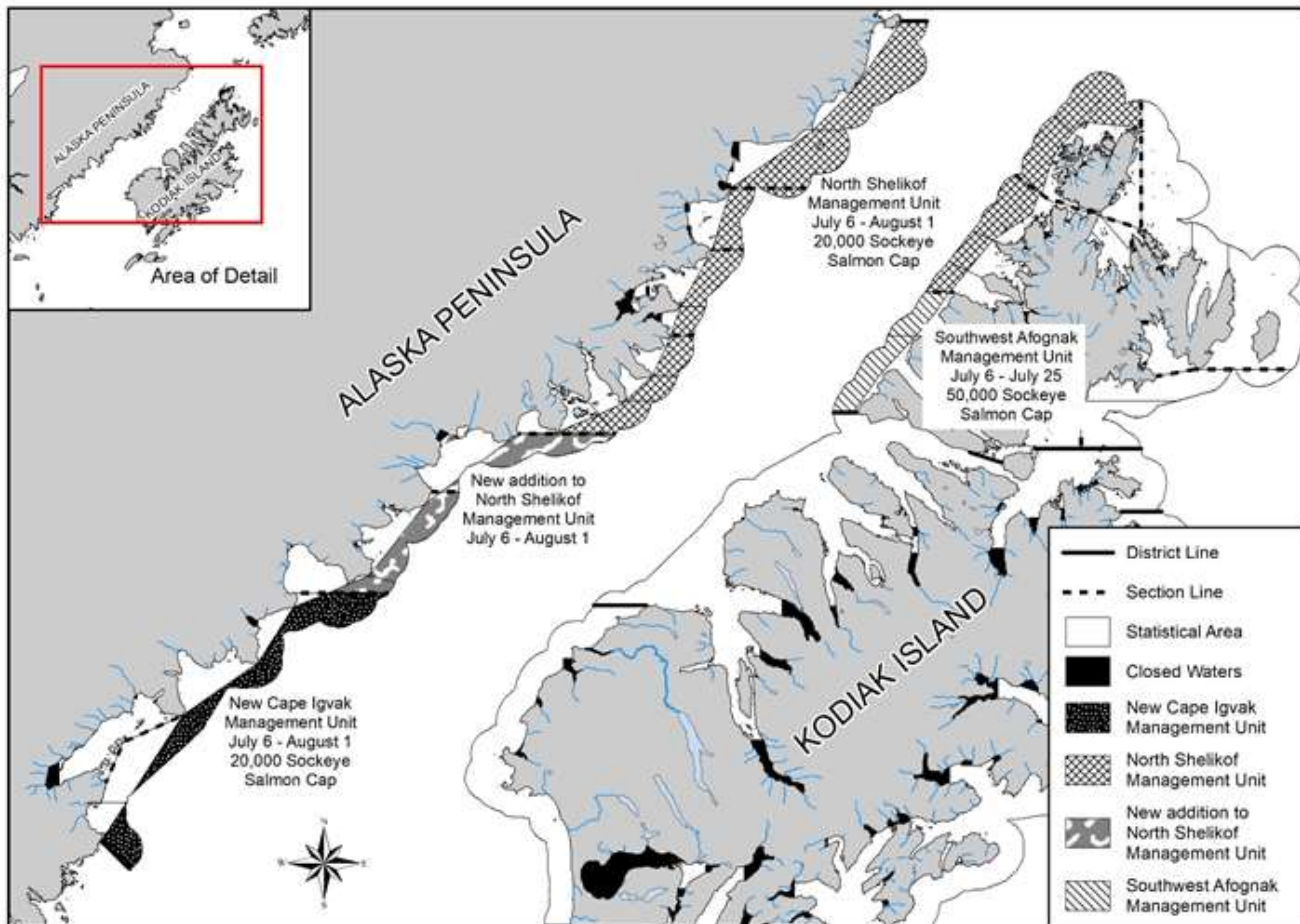 ALASKA PENINSULA
KODIAK ISLAND
Area of Detail
ALASKA PENINSULA
North Shelikof
Management Unit
July 6 - August 1
20,000 Sockeye
Salmon Cap
Southwest Afognak
Management Unit
July 6 - July 25
50,000 Sockeye
Salmon Cap
New addition to
North Shelikof
Management Unit
July 6 - August 1
New Cape Igvak
Management Unit
July 6 - August 1
20,000 Sockeye
Salmon Cap
KODIAK ISLAND
N
W
E
S
District Line
Section Line
Statistical Area
Closed Waters
New Cape Igvak
Management Unit
North Shelikof
Management Unit
New addition to
North Shelikof
Management Unit
Southwest Afognak
Management Unit